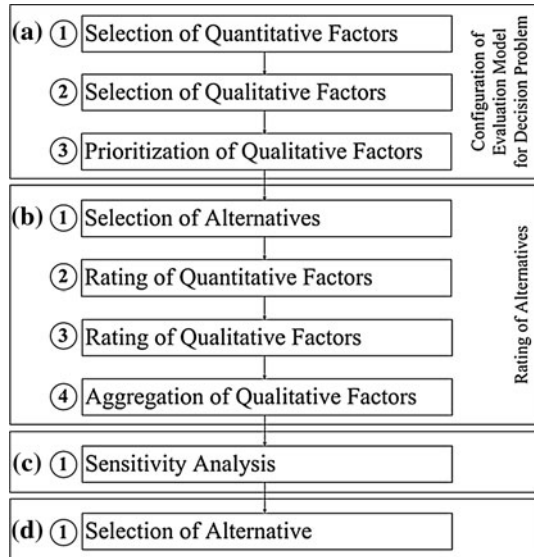 (a) 1 Selection of Quantitative Factors
2 Selection of Qualitative Factors
3 Prioritization of Qualitative Factors
Configuration of
Evaluation Model
for Decision Problem
(b) 1 Selection of Alternatives
2 Rating of Quantitative Factors
3 Rating of Qualitative Factors
4 Aggregation of Qualitative Factors
Rating of Alternatives
(c) 1 Sensitivity Analysis
(d) 1 Selection of Alternative